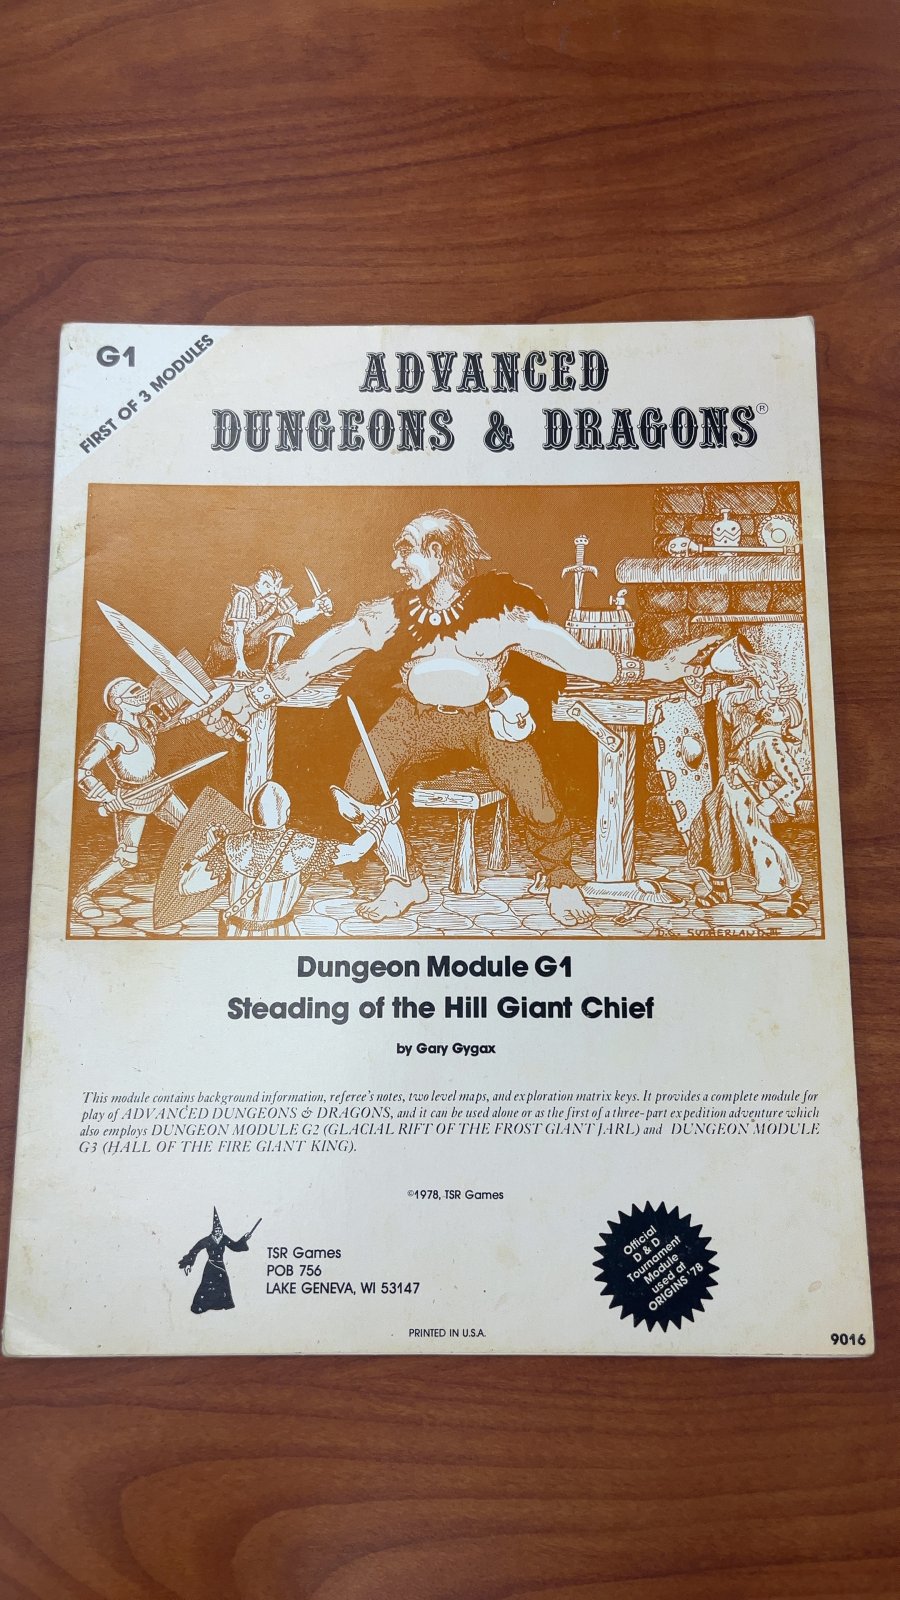 G1
FIRST OF 3 MODULES
ADVANCED
DUNGEONS & DRAGONS®
D.C. SUTHERLAND III
Dungeon Module G1
Steading of the Hill Giant Chief
by Gary Gygax
This module contains background information, referee's notes, two level maps, and exploration matrix keys. It provides a complete module for
play of ADVANCED DUNGEONS & DRAGONS, and it can be used alone or as the first of a three-part expedition adventure which
also employs DUNGEON MODULE G2 (GLACIAL RIFT OF THE FROST GIANT JARL) and DUNGEON MODULE
G3 (HALL OF THE FIRE GIANT KING).
©1978, TSR Games
TSR Games
POB 756
LAKE GENEVA, WI 53147
Official
D & D
Tournament
Module
used at
ORIGINS '78
PRINTED IN U.S.A.
9016